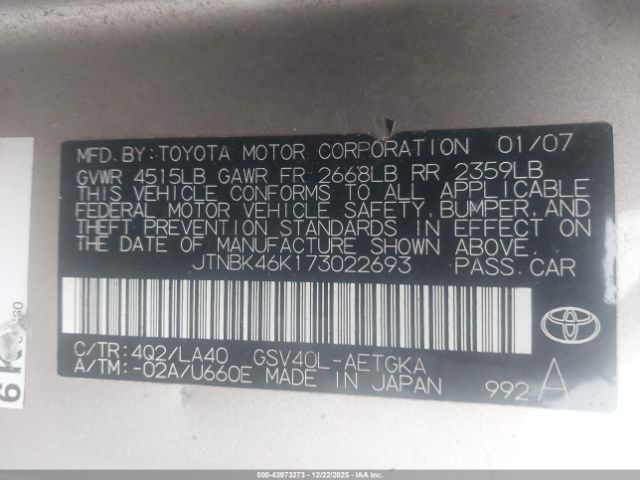 MFD. BY: TOYOTA MOTOR CORPORATION 01/07
GVWR 4515LB GAWR FR 2668LB RR 2359LB
THIS VEHICLE CONFORMS TO ALL APPLICABLE
FEDERAL MOTOR VEHICLE SAFETY, BUMPER, AND
THEFT PREVENTION STANDARDS IN EFFECT ON
THE DATE OF MANUFACTURE SHOWN ABOVE.
JTNBK46K173022693 PASS. CAR
C/TR: 4Q2/LA40 GSV40L-AETGKA
A/TM: -02A/U660E MADE IN JAPAN 992 A
000-43973273 - 12/22/2025 - IAAI.COM